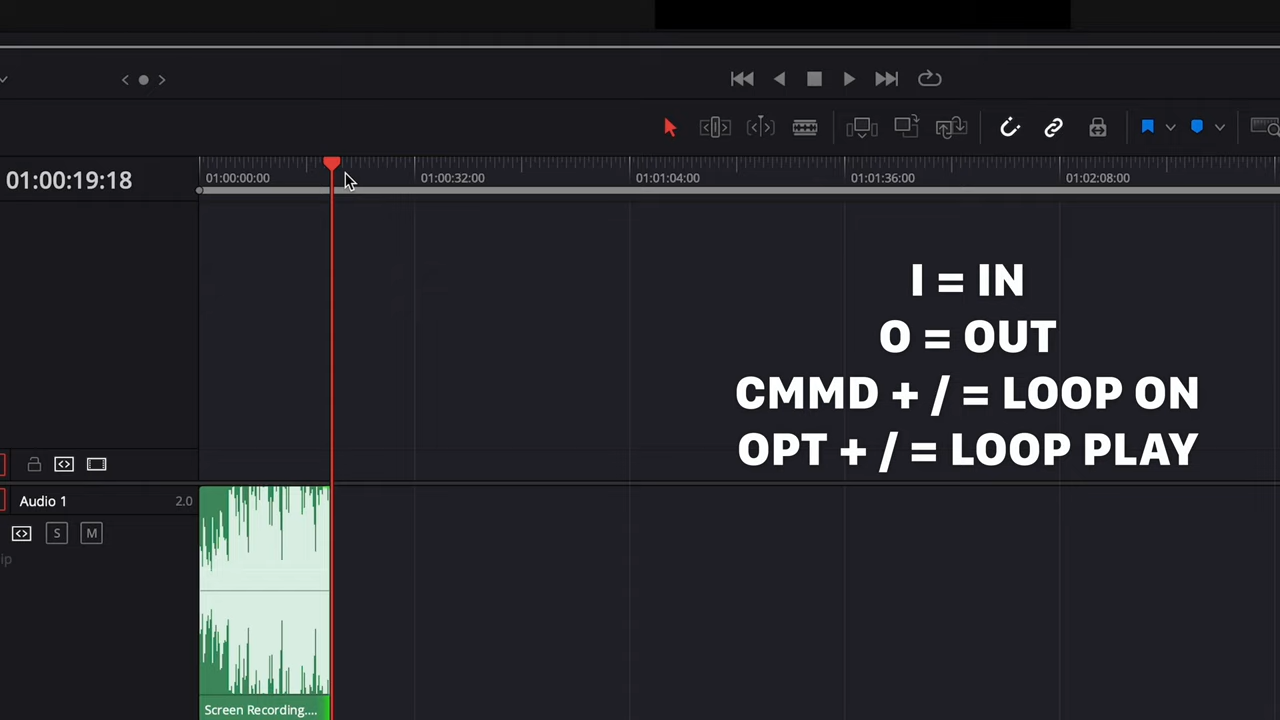 01:00:19:18
01:00:00:00
01:00:32:00
01:01:04:00
01:01:36:00
01:02:08:00
I = IN
O = OUT
CMMD + / = LOOP ON
OPT + / = LOOP PLAY
Audio 1
2.0
S
M
ip
Screen Recording....